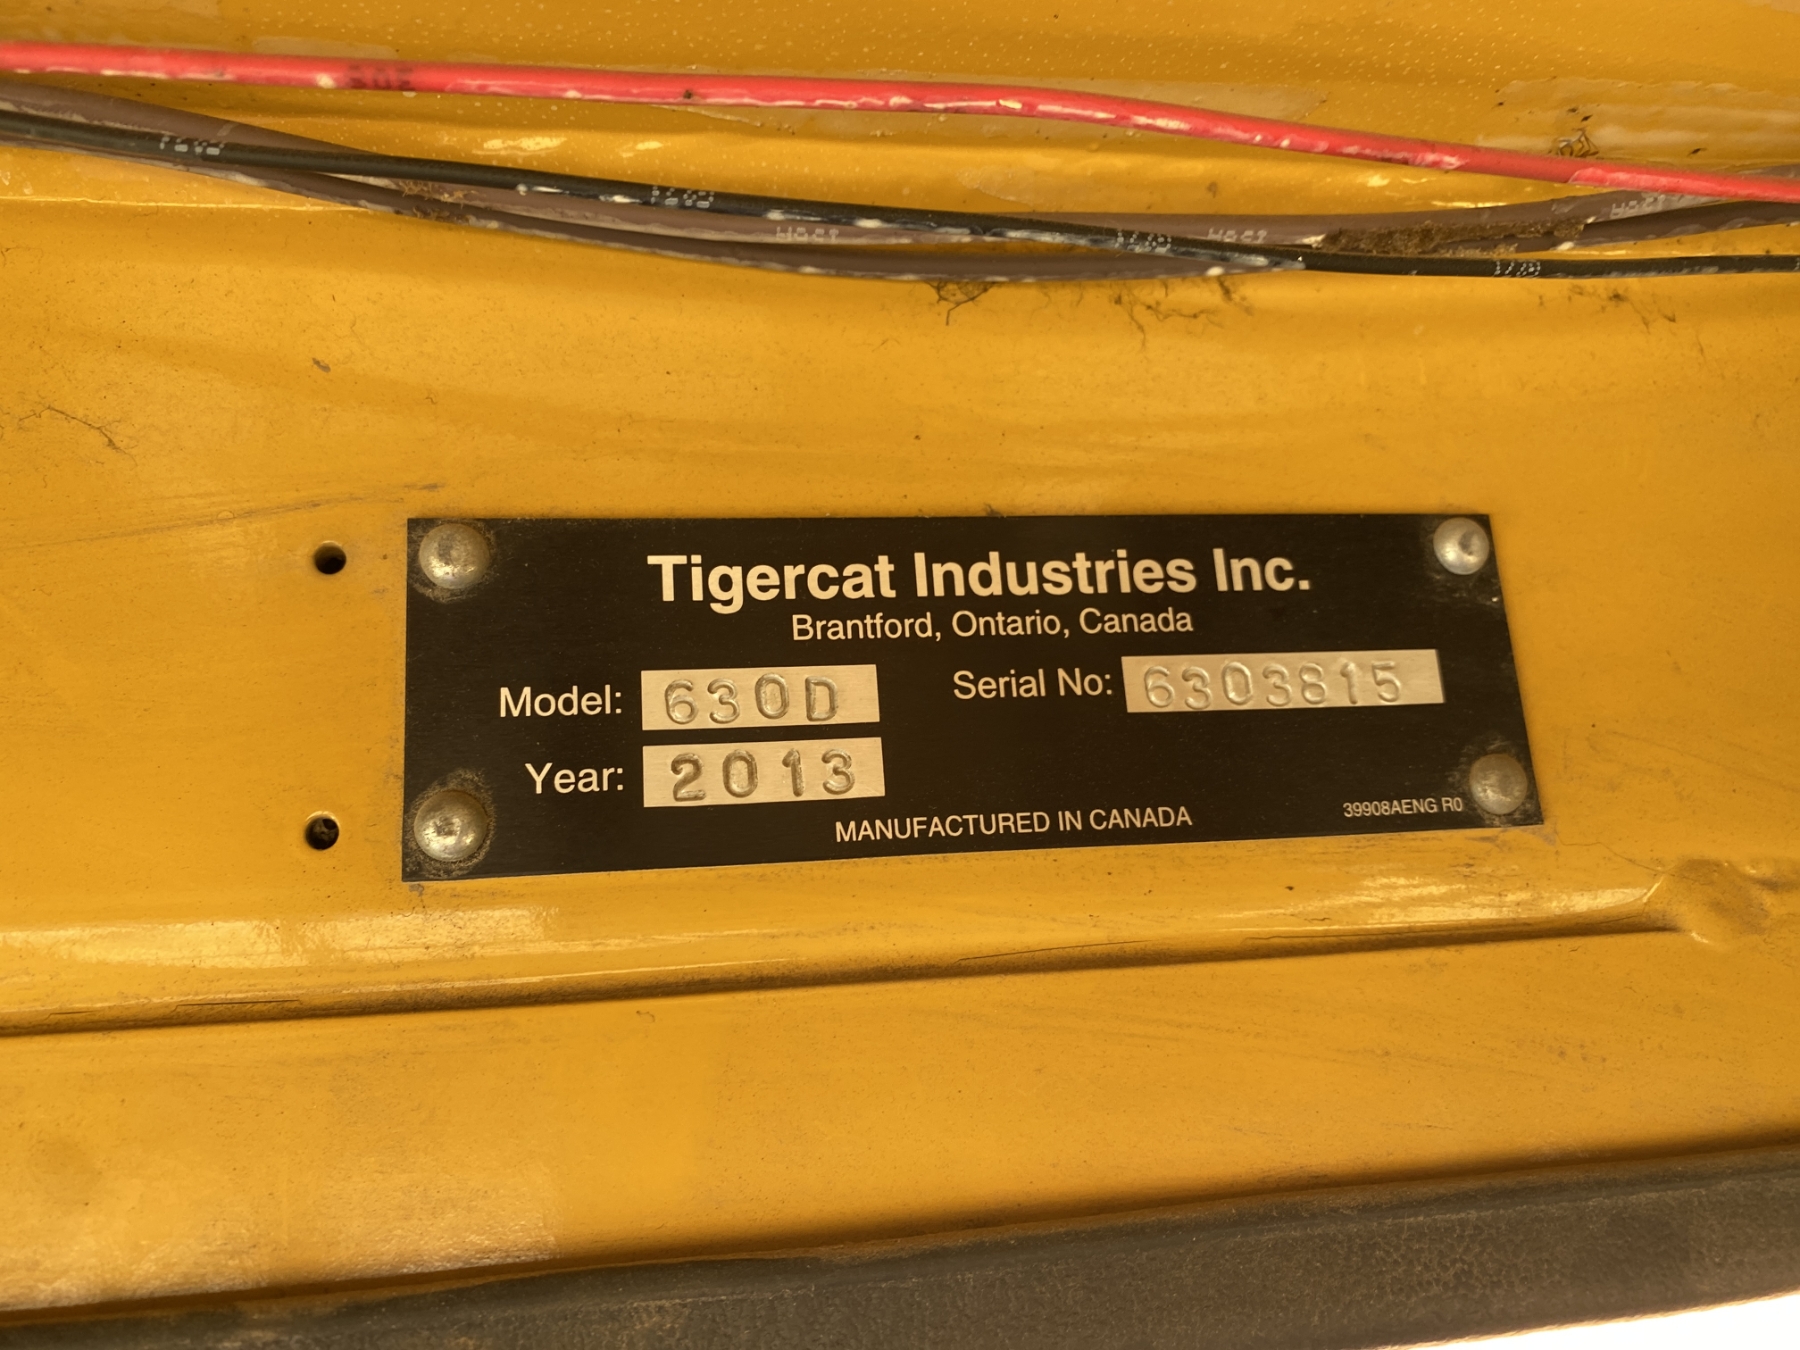 Tigercat Industries Inc.
Brantford, Ontario, Canada
Model: 630D
Serial No: 6303815
Year: 2013
MANUFACTURED IN CANADA
39908AENG R0